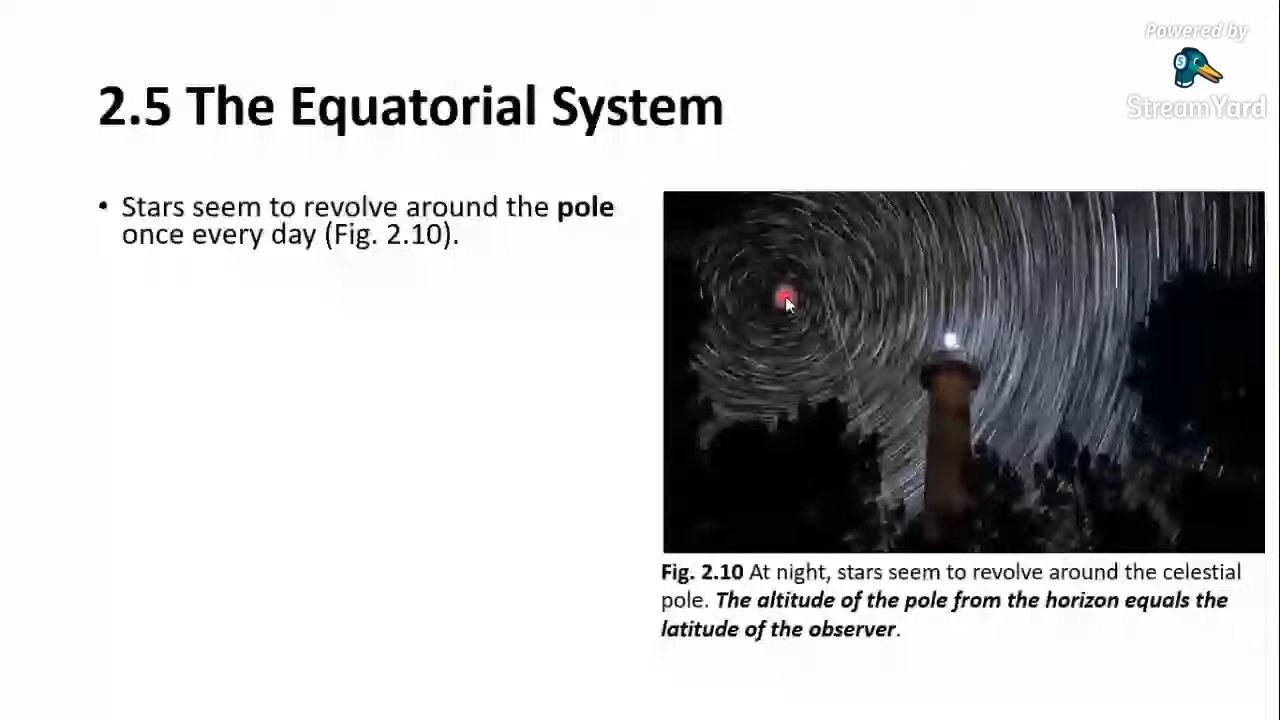 Powered by
StreamYard
2.5 The Equatorial System
• Stars seem to revolve around the pole
once every day (Fig. 2.10).
Fig. 2.10 At night, stars seem to revolve around the celestial
pole. The altitude of the pole from the horizon equals the
latitude of the observer.